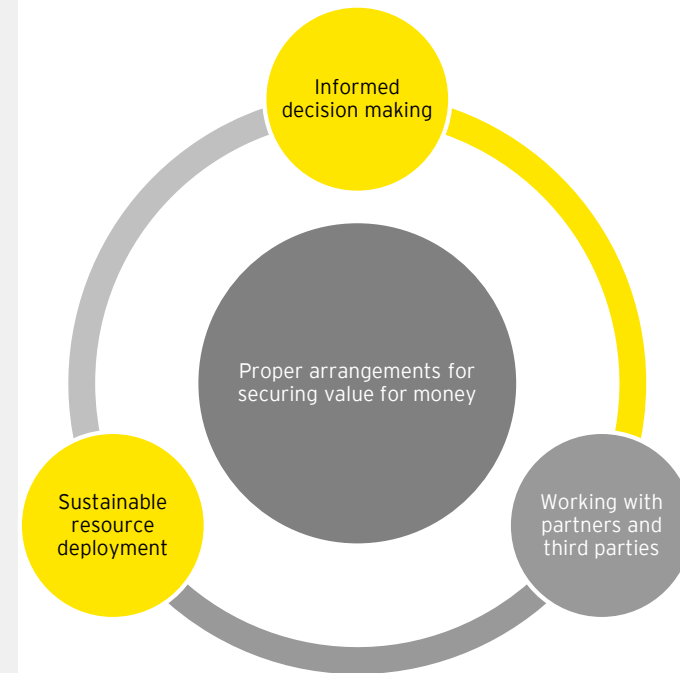 Informed
decision making
Proper arrangements for
securing value for money
Sustainable
resource
deployment
Working with
partners and
third parties